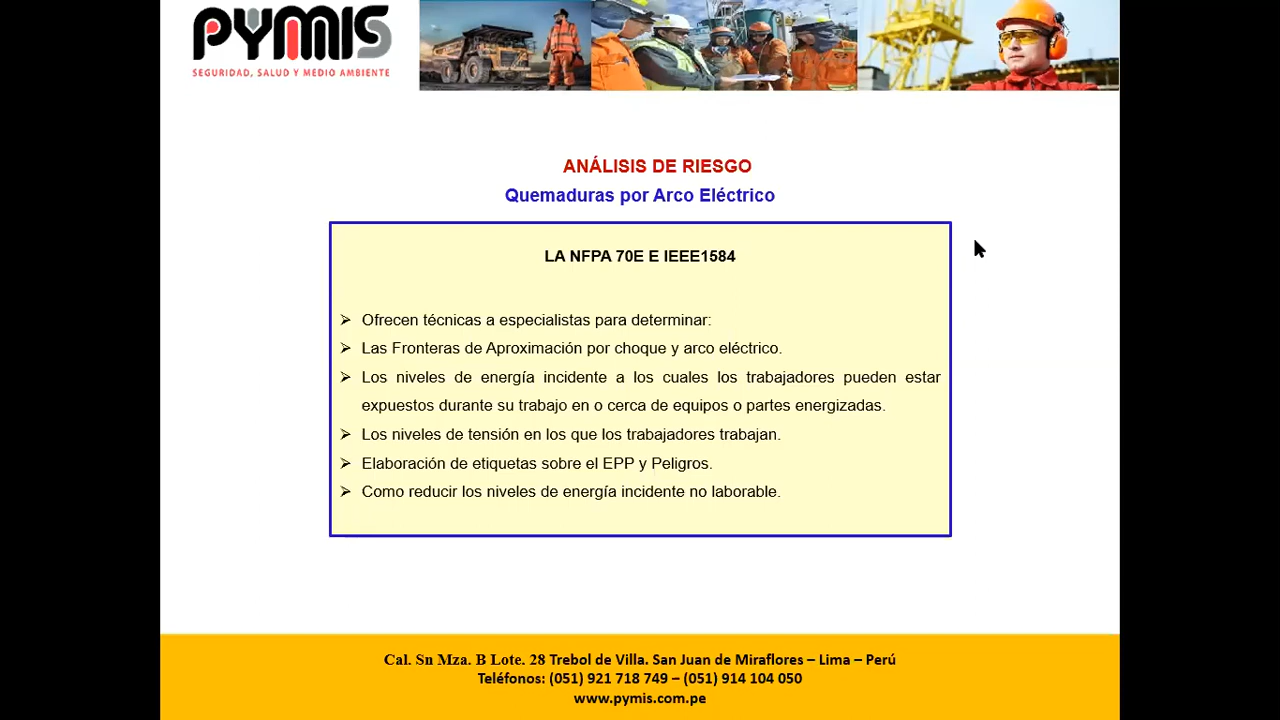 PYMIS
SEGURIDAD, SALUD Y MEDIO AMBIENTE
ANÁLISIS DE RIESGO
Quemaduras por Arco Eléctrico
LA NFPA 70E E IEEE1584
➢ Ofrecen técnicas a especialistas para determinar:
➢ Las Fronteras de Aproximación por choque y arco eléctrico.
➢ Los niveles de energía incidente a los cuales los trabajadores pueden estar
expuestos durante su trabajo en o cerca de equipos o partes energizadas.
➢ Los niveles de tensión en los que los trabajadores trabajan.
➢ Elaboración de etiquetas sobre el EPP y Peligros.
➢ Como reducir los niveles de energía incidente no laborable.
Cal. Sn Mza. B Lote. 28 Trebol de Villa. San Juan de Miraflores – Lima – Perú
Teléfonos: (051) 921 718 749 – (051) 914 104 050
www.pymis.com.pe